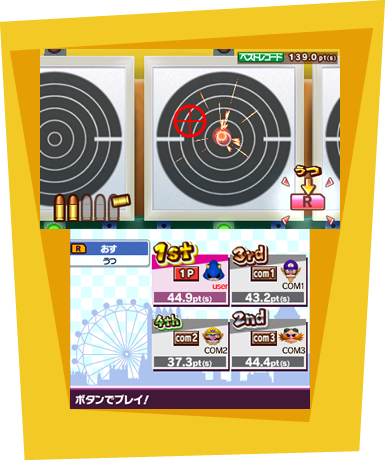 ベストレコード 139.0pt(s)
うつ
R
R おす
うつ
1st
1P
user
44.9pt(s)
3rd
com1
COM1
43.2pt(s)
4th
com2
COM2
37.3pt(s)
2nd
com3
COM3
44.4pt(s)
ボタンでプレイ!